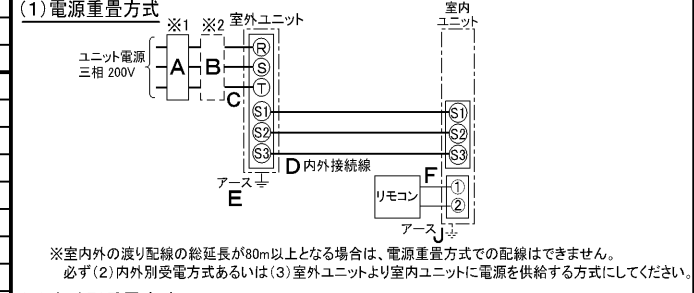 (1)電源重畳方式
※1 ※2 室外ユニット
室内
ユニット
ユニット電源
三相 200V
A
B
C
R
S
T
S1
S2
S3
S1
S2
S3
D 内外接続線
アース
E
リモコン
F
①
②
アース J
※室内外の渡り配線の総延長が80m以上となる場合は、電源重畳方式での配線はできません。
必ず(2)内外別受電方式あるいは(3)室外ユニットより室内ユニットに電源を供給する方式にしてください。